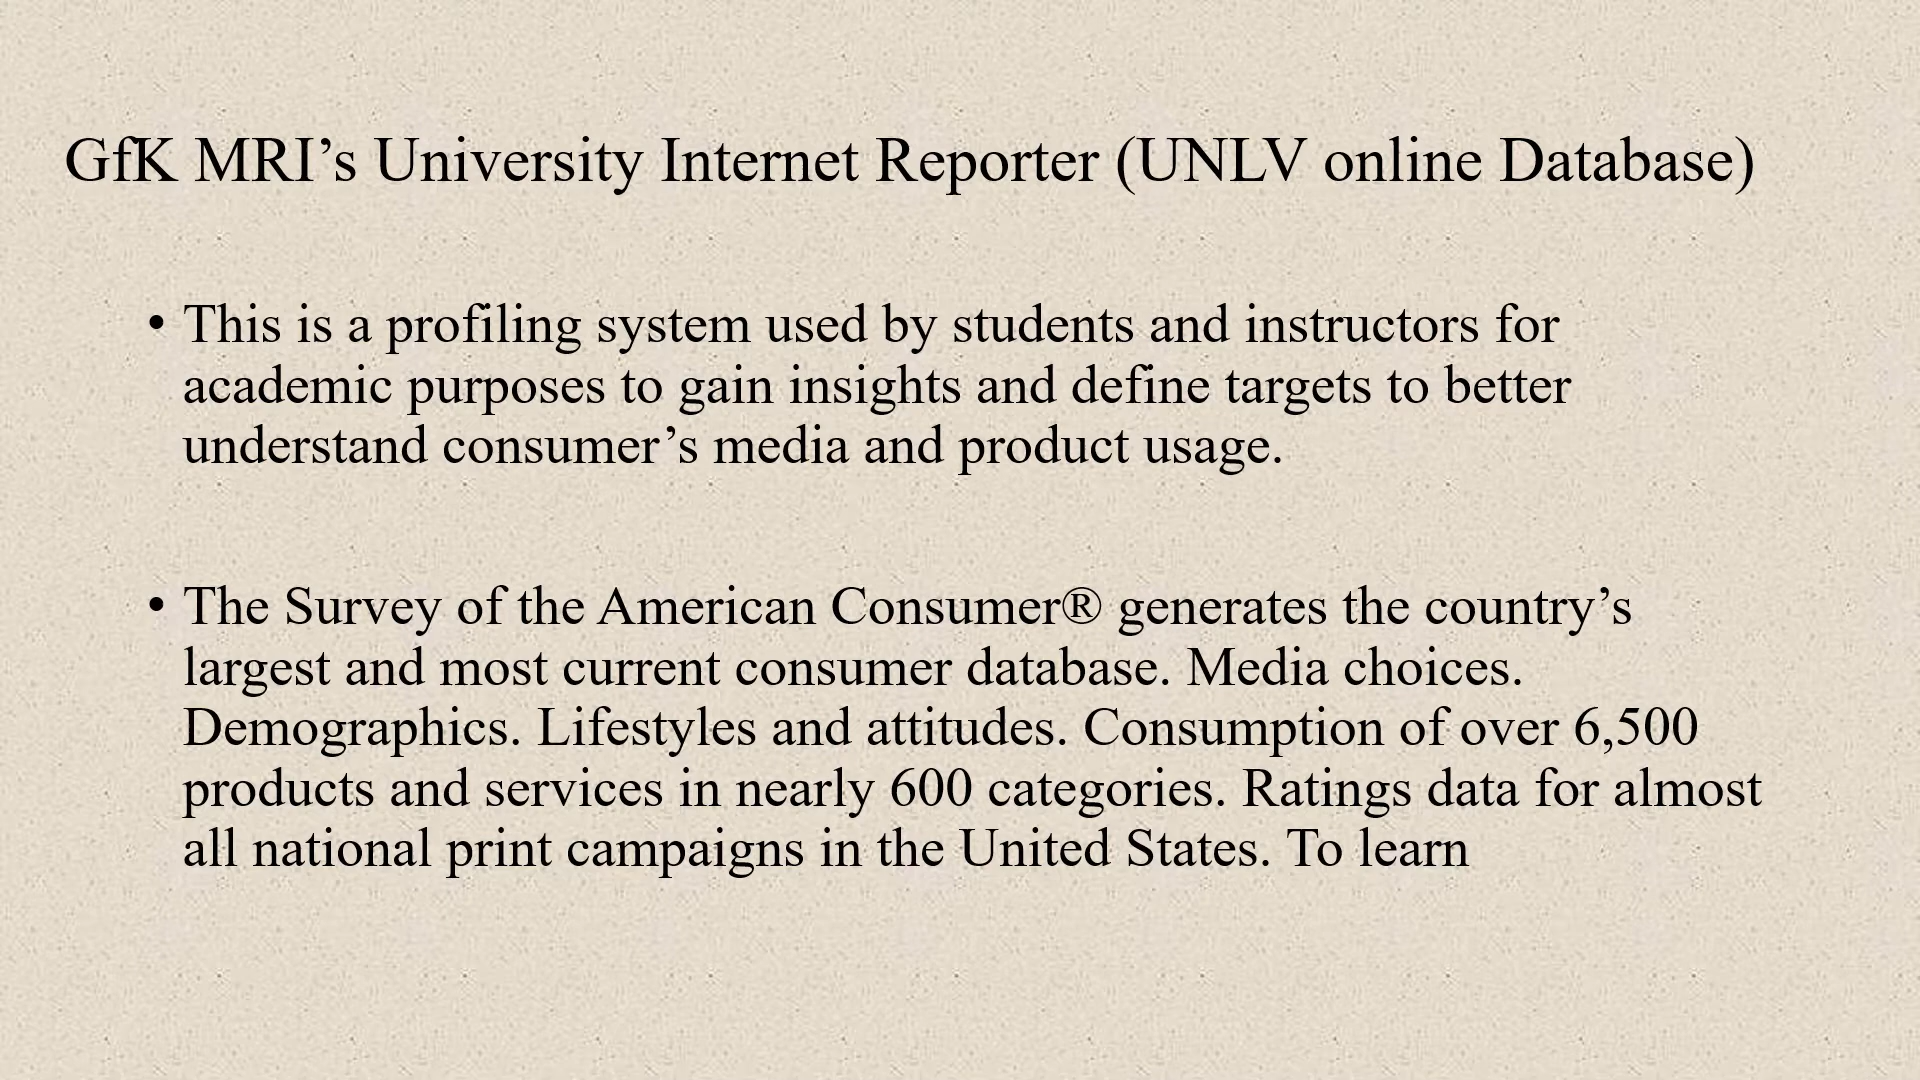 GfK MRI’s University Internet Reporter (UNLV online Database)
• This is a profiling system used by students and instructors for
academic purposes to gain insights and define targets to better
understand consumer’s media and product usage.
• The Survey of the American Consumer® generates the country’s
largest and most current consumer database. Media choices.
Demographics. Lifestyles and attitudes. Consumption of over 6,500
products and services in nearly 600 categories. Ratings data for almost
all national print campaigns in the United States. To learn